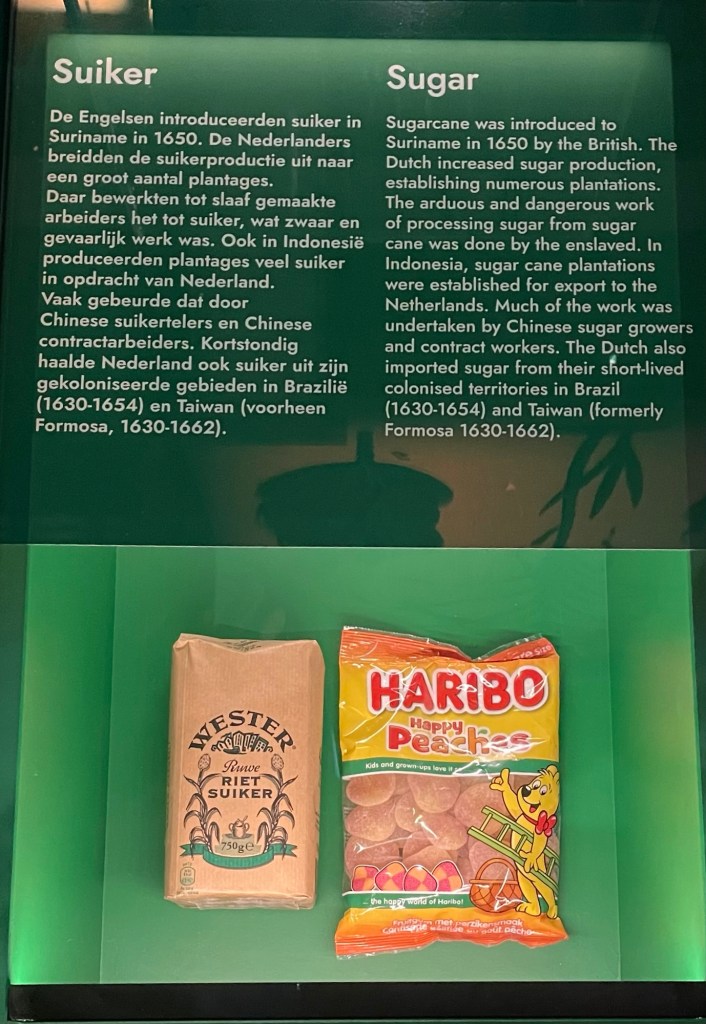 Suiker
De Engelsen introduceerden suiker in
Suriname in 1650. De Nederlanders
breidden de suikerproductie uit naar
een groot aantal plantages.
Daar bewerkten tot slaaf gemaakte
arbeiders het tot suiker, wat zwaar en
gevaarlijk werk was. Ook in Indonesië
produceerden plantages veel suiker
in opdracht van Nederland.
Vaak gebeurde dat door
Chinese suikertelers en Chinese
contractarbeiders. Kortstondig
haalde Nederland ook suiker uit zijn
gekoloniseerde gebieden in Brazilië
(1630-1654) en Taiwan (voorheen
Formosa, 1630-1662).
Sugar
Sugarcane was introduced to
Suriname in 1650 by the British. The
Dutch increased sugar production,
establishing numerous plantations.
The arduous and dangerous work
of processing sugar from sugar
cane was done by the enslaved. In
Indonesia, sugar cane plantations
were established for export to the
Netherlands. Much of the work was
undertaken by Chinese sugar growers
and contract workers. The Dutch also
imported sugar from their short-lived
colonised territories in Brazil
(1630-1654) and Taiwan (formerly
Formosa 1630-1662).
WESTER
Ruwe
RIET
SUIKER
750g e
HARIBO
Happy
Peaches
Kids and grown-ups love it
... the happy world of Haribo!
met perziksmaak